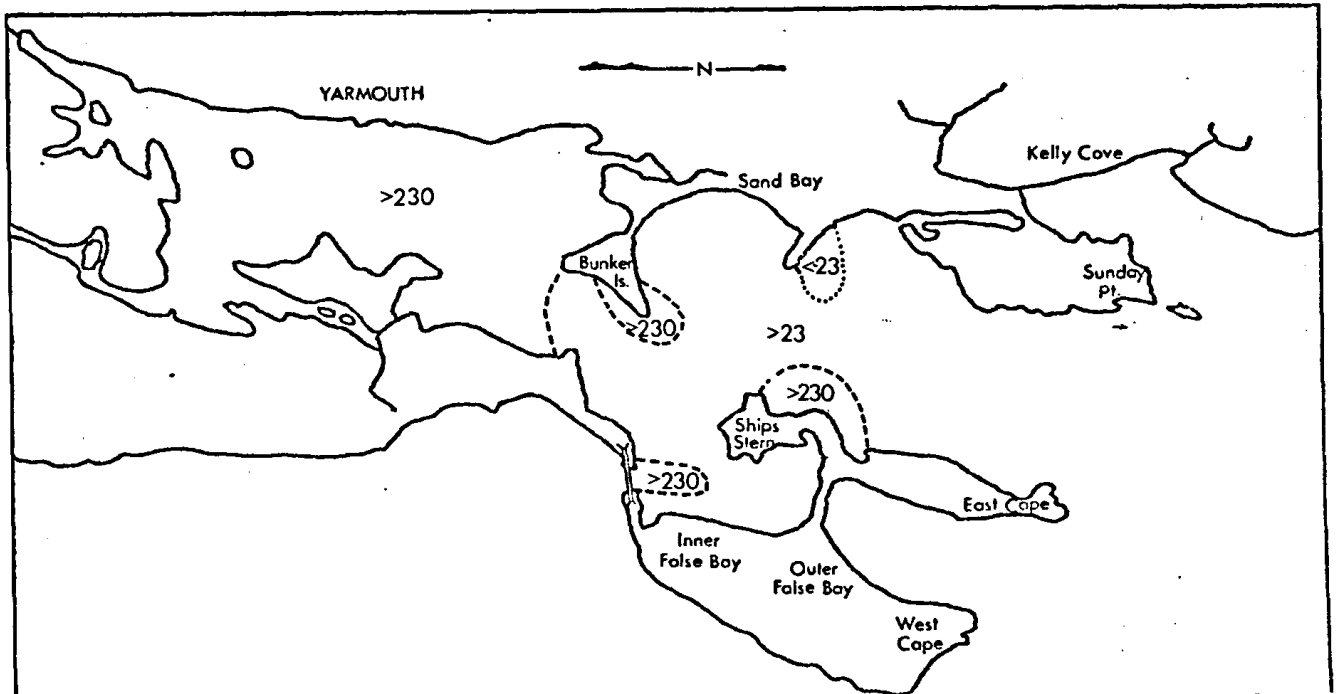 N
YARMOUTH
Kelly Cove
Sand Bay
>230
Bunker
Is.
<23
Sunday
Pt.
>230
>23
>230
Ships
Stern
>230
East Cape
Inner
False Bay
Outer
False Bay
West
Cape